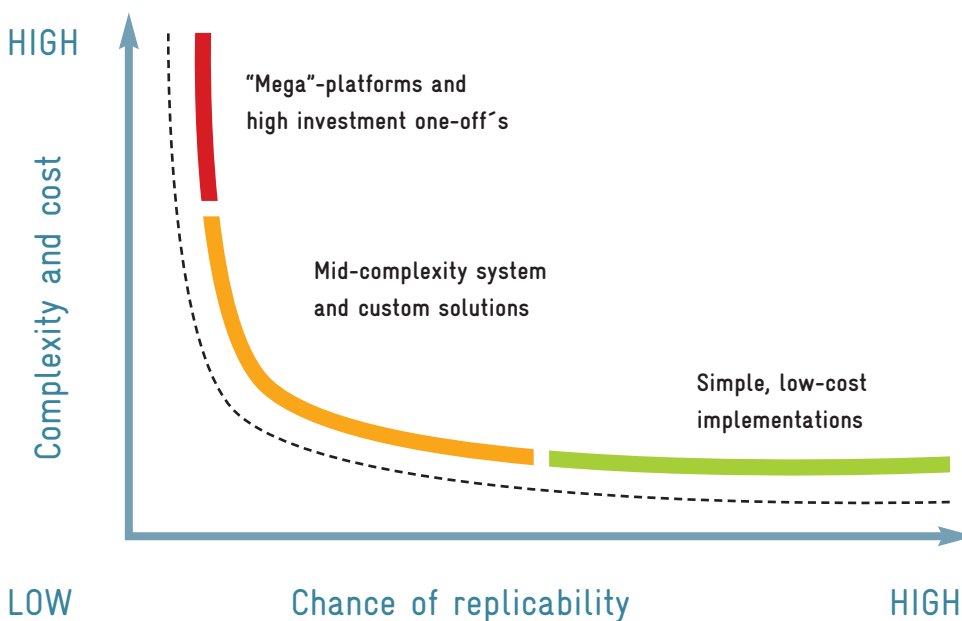 HIGH
“Mega”-platforms and
high investment one-off´s
Complexity and cost
Mid-complexity system
and custom solutions
Simple, low-cost
implementations
LOW
Chance of replicability
HIGH